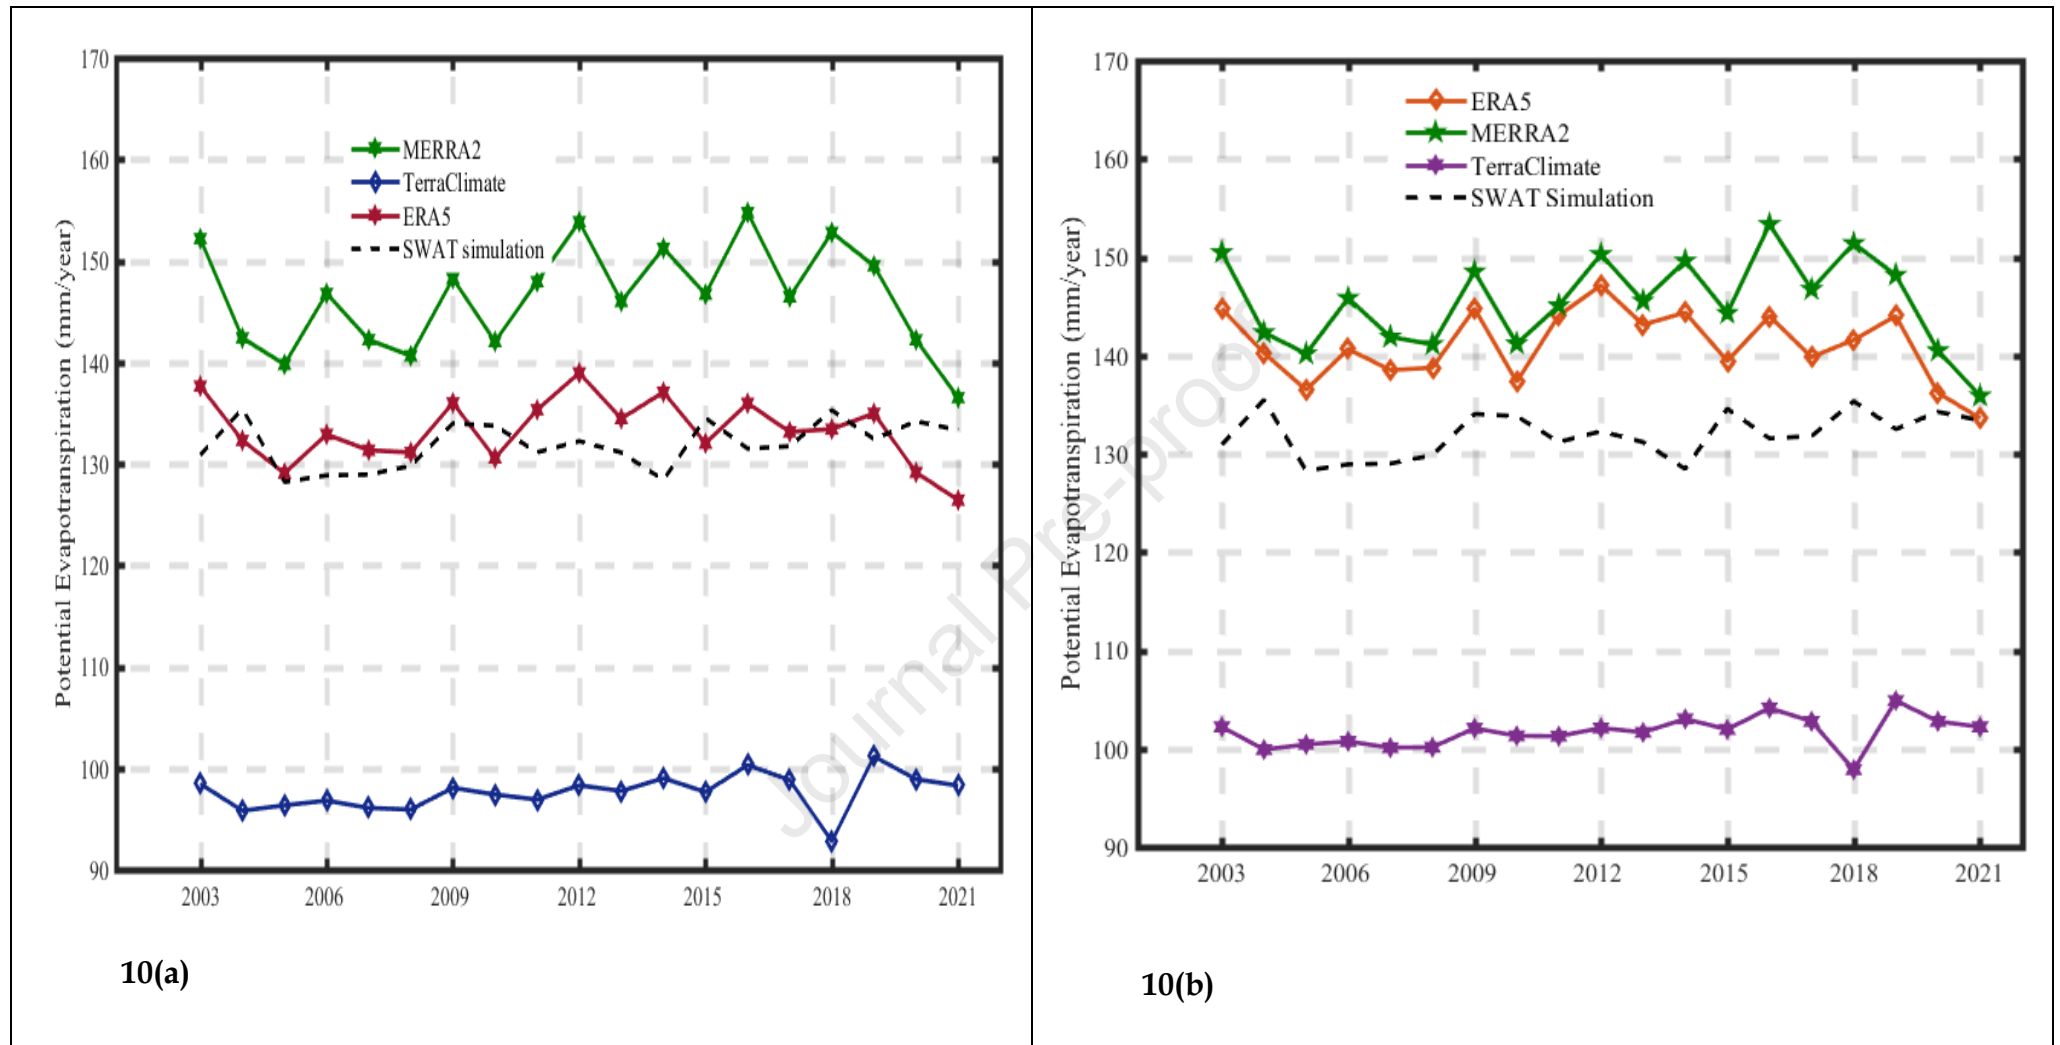 170
160
150
140
130
120
110
100
90
Potential Evapotranspiration (mm/year)
MERRA2
TerraClimate
ERA5
SWAT simulation
2003 2006 2009 2012 2015 2018 2021
10(a)
170
160
150
140
130
120
110
100
90
Potential Evapotranspiration (mm/year)
ERA5
MERRA2
TerraClimate
SWAT Simulation
2003 2006 2009 2012 2015 2018 2021
10(b)
Journal Pre-proof